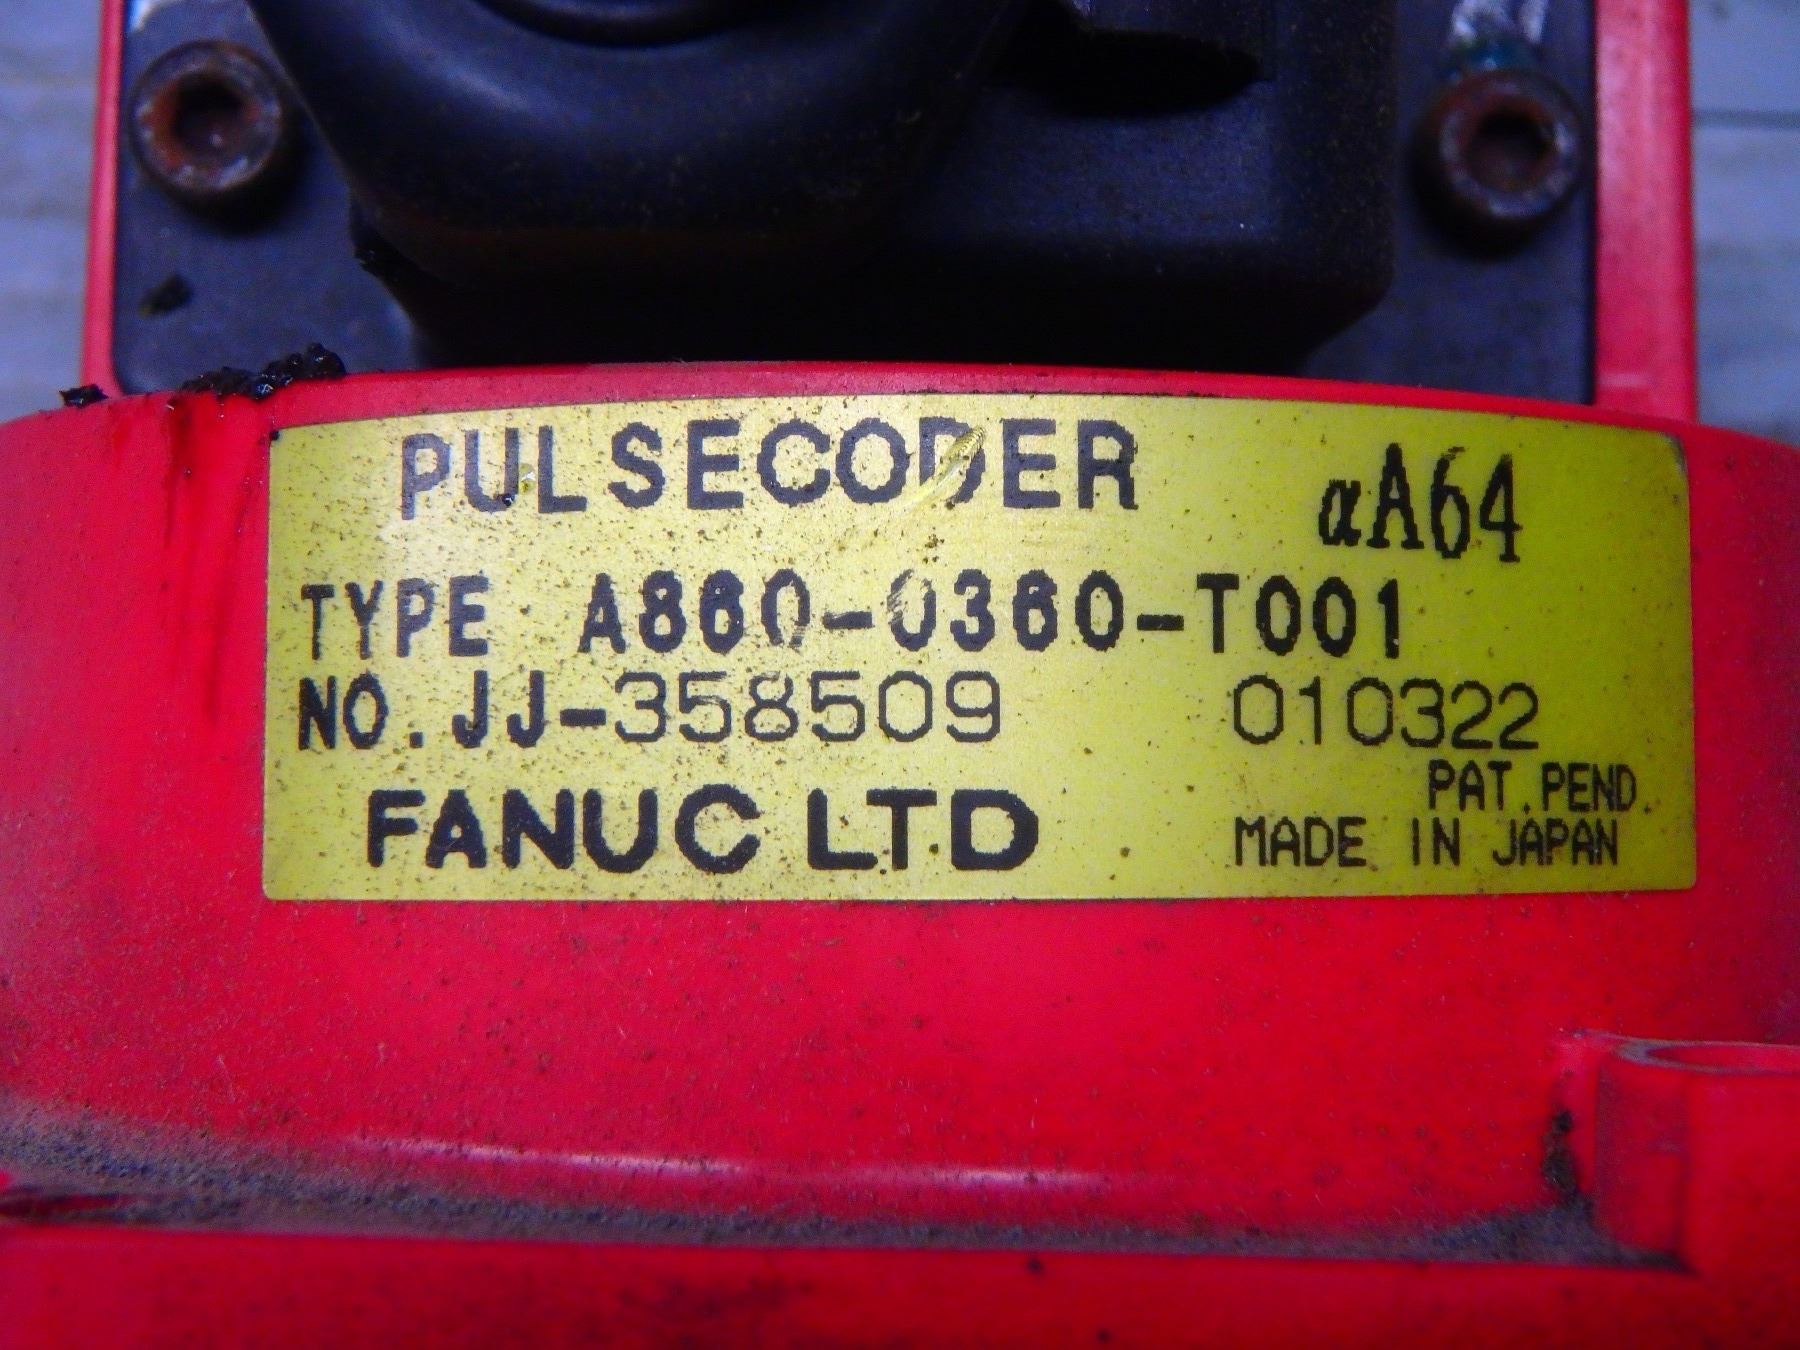 PULSECODER αA64
TYPE A860-0360-T001
NO. JJ-358509 010322
PAT. PEND.
FANUC LTD MADE IN JAPAN